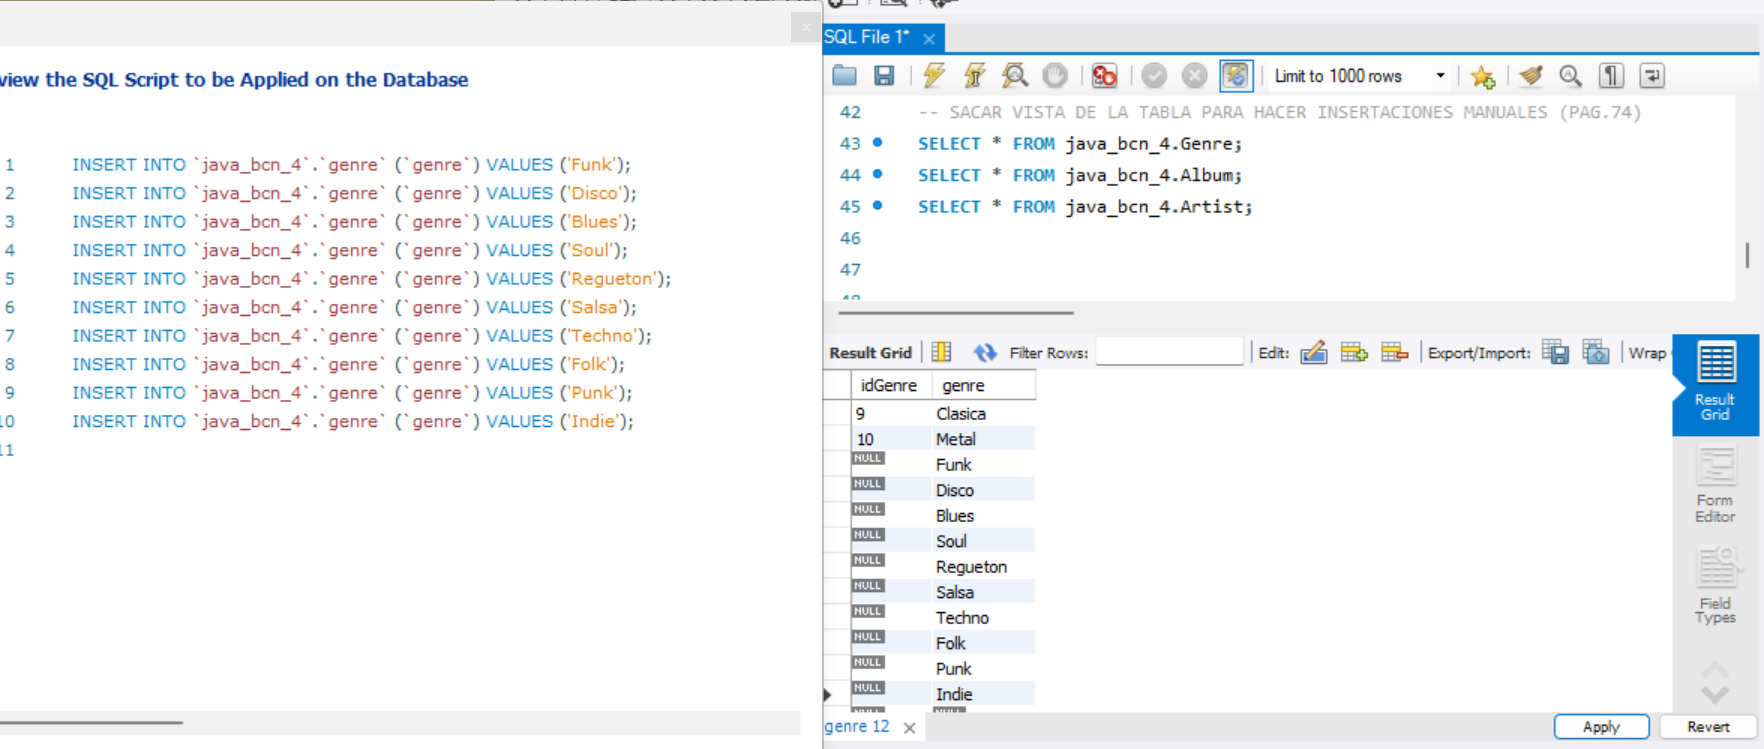 view the SQL Script to be Applied on the Database
1 INSERT INTO `java_bcn_4`.`genre` (`genre`) VALUES ('Funk');
2 INSERT INTO `java_bcn_4`.`genre` (`genre`) VALUES ('Disco');
3 INSERT INTO `java_bcn_4`.`genre` (`genre`) VALUES ('Blues');
4 INSERT INTO `java_bcn_4`.`genre` (`genre`) VALUES ('Soul');
5 INSERT INTO `java_bcn_4`.`genre` (`genre`) VALUES ('Regueton');
6 INSERT INTO `java_bcn_4`.`genre` (`genre`) VALUES ('Salsa');
7 INSERT INTO `java_bcn_4`.`genre` (`genre`) VALUES ('Techno');
8 INSERT INTO `java_bcn_4`.`genre` (`genre`) VALUES ('Folk');
9 INSERT INTO `java_bcn_4`.`genre` (`genre`) VALUES ('Punk');
10 INSERT INTO `java_bcn_4`.`genre` (`genre`) VALUES ('Indie');
11
SQL File 1*
Limit to 1000 rows
42 -- SACAR VISTA DE LA TABLA PARA HACER INSERTACIONES MANUALES (PAG.74)
43 SELECT * FROM java_bcn_4.Genre;
44 SELECT * FROM java_bcn_4.Album;
45 SELECT * FROM java_bcn_4.Artist;
46
47
48
Result Grid Filter Rows: Edit: Export/Import: Wrap
idGenre genre
9 Clasica
10 Metal
NULL Funk
NULL Disco
NULL Blues
NULL Soul
NULL Regueton
NULL Salsa
NULL Techno
NULL Folk
NULL Punk
NULL Indie
NULL NULL
Result
Grid
Form
Editor
Field
Types
genre 12
Apply Revert